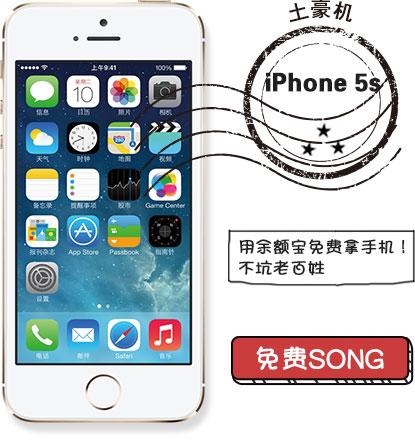 土豪机
iPhone 5s
用余额宝免费拿手机！
不坑老百姓
免费SONG
上午9:41
100%
星期二
10
信息
日历
照片
相机
天气
时钟
地图
视频
备忘录
提醒事项
股市
Game Center
报刊杂志
App Store
Passbook
指南针
设置
电话
邮件
Safari
音乐